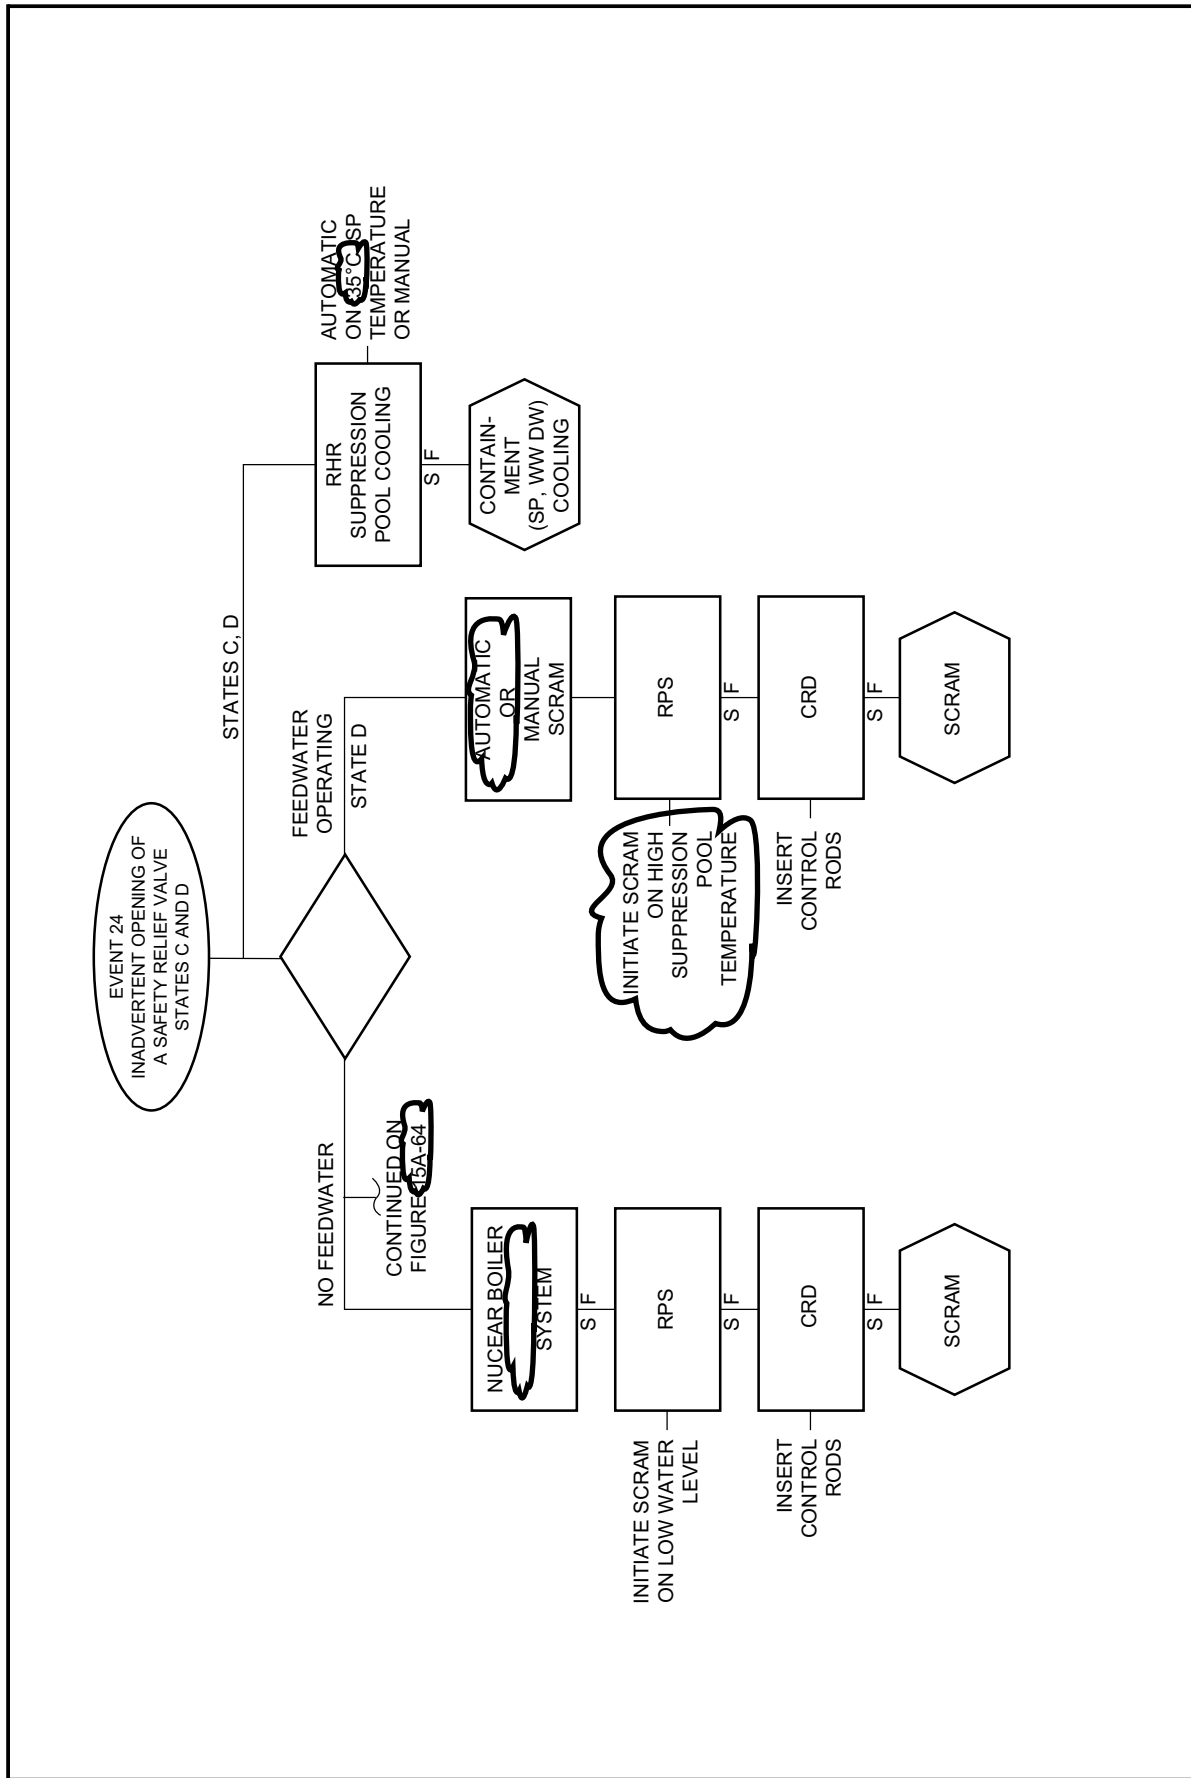 EVENT 24
INADVERTENT OPENING OF
A SAFETY RELIEF VALVE
STATES C AND D
STATES C, D
NO FEEDWATER
CONTINUED ON
FIGURE 15A-64
FEEDWATER
OPERATING
STATE D
AUTOMATIC
ON 35°C SP
TEMPERATURE
OR MANUAL
RHR
SUPPRESSION
POOL COOLING
S F
CONTAIN-
MENT
(SP, WW DW)
COOLING
NUCEAR BOILER
SYSTEM
S F
INITIATE SCRAM
ON LOW WATER
LEVEL
RPS
S F
INSERT
CONTROL
RODS
CRD
S F
SCRAM
AUTOMATIC
OR
MANUAL
SCRAM
INITIATE SCRAM
ON HIGH
SUPPRESSION
POOL
TEMPERATURE
RPS
S F
INSERT
CONTROL
RODS
CRD
S F
SCRAM